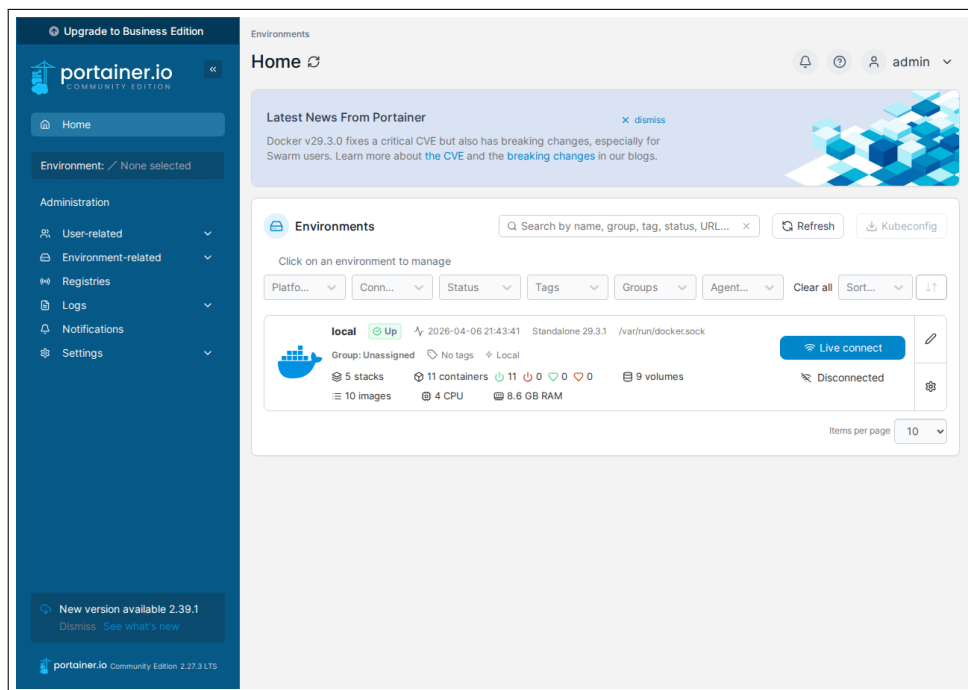 Upgrade to Business Edition
portainer.io
COMMUNITY EDITION
Home
Environment: None selected
Administration
User-related
Environment-related
Registries
Logs
Notifications
Settings
New version available 2.39.1
Dismiss See what's new
portainer.io Community Edition 2.27.3 LTS
Environments
Home
admin
Latest News From Portainer
dismiss
Docker v29.3.0 fixes a critical CVE but also has breaking changes, especially for
Swarm users. Learn more about the CVE and the breaking changes in our blogs.
Environments
Search by name, group, tag, status, URL...
Refresh
Kubeconfig
Click on an environment to manage
Platfo... Conn... Status Tags Groups Agent... Clear all Sort...
local Up 2026-04-06 21:43:41 Standalone 29.3.1 /var/run/docker.sock
Group: Unassigned No tags Local
5 stacks 11 containers 11 0 0 0 9 volumes
10 images 4 CPU 8.6 GB RAM
Live connect
Disconnected
Items per page 10